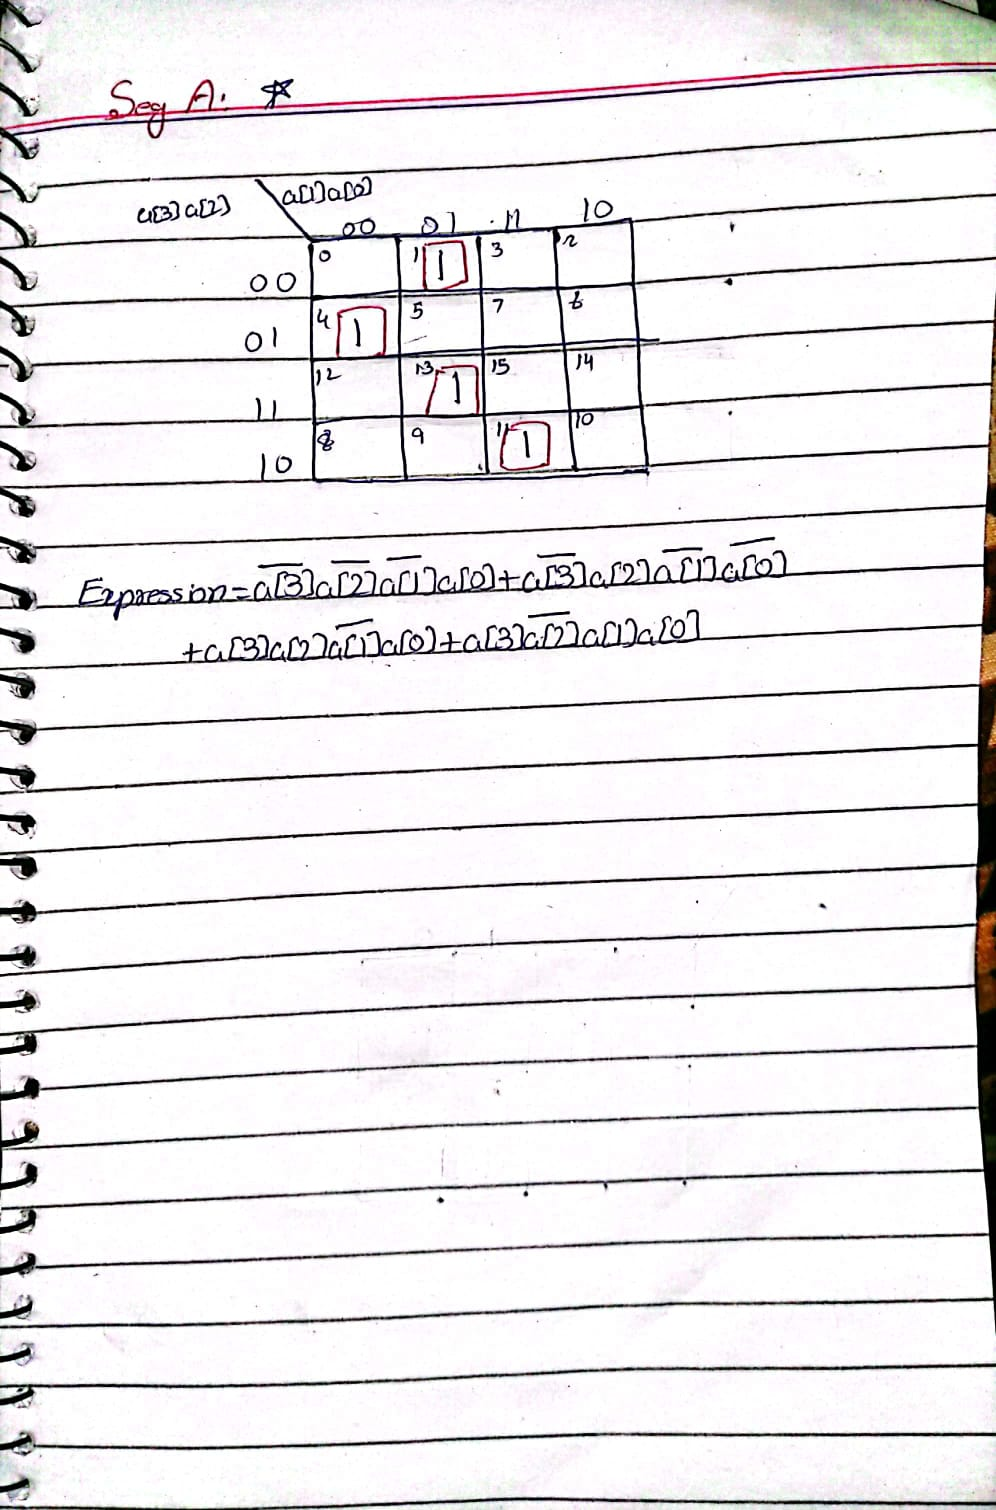 Seg A: ☆
a[3]a[2] \ a[1]a[0]
00 01 11 10
00 0 1 1 3 2
01 4 1 5 7 6
11 12 13 1 15 14
10 8 9 11 1 10
Expression = a̅[̅3̅]̅a̅[̅2̅]̅a̅[̅1̅]̅a[0]+a̅[̅3̅]̅a[2]a̅[̅1̅]̅a̅[̅0̅]̅
+a[3]a[2]a̅[̅1̅]̅a[0]+a[3]a̅[̅2̅]̅a[1]a[0]